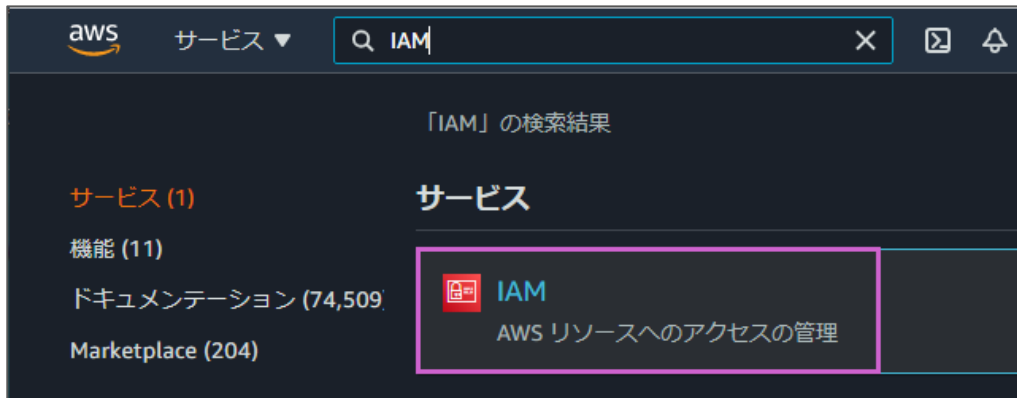 aws サービス ▼ IAM
「IAM」の検索結果
サービス (1)
機能 (11)
ドキュメンテーション (74,509
Marketplace (204)
サービス
IAM
AWS リソースへのアクセスの管理